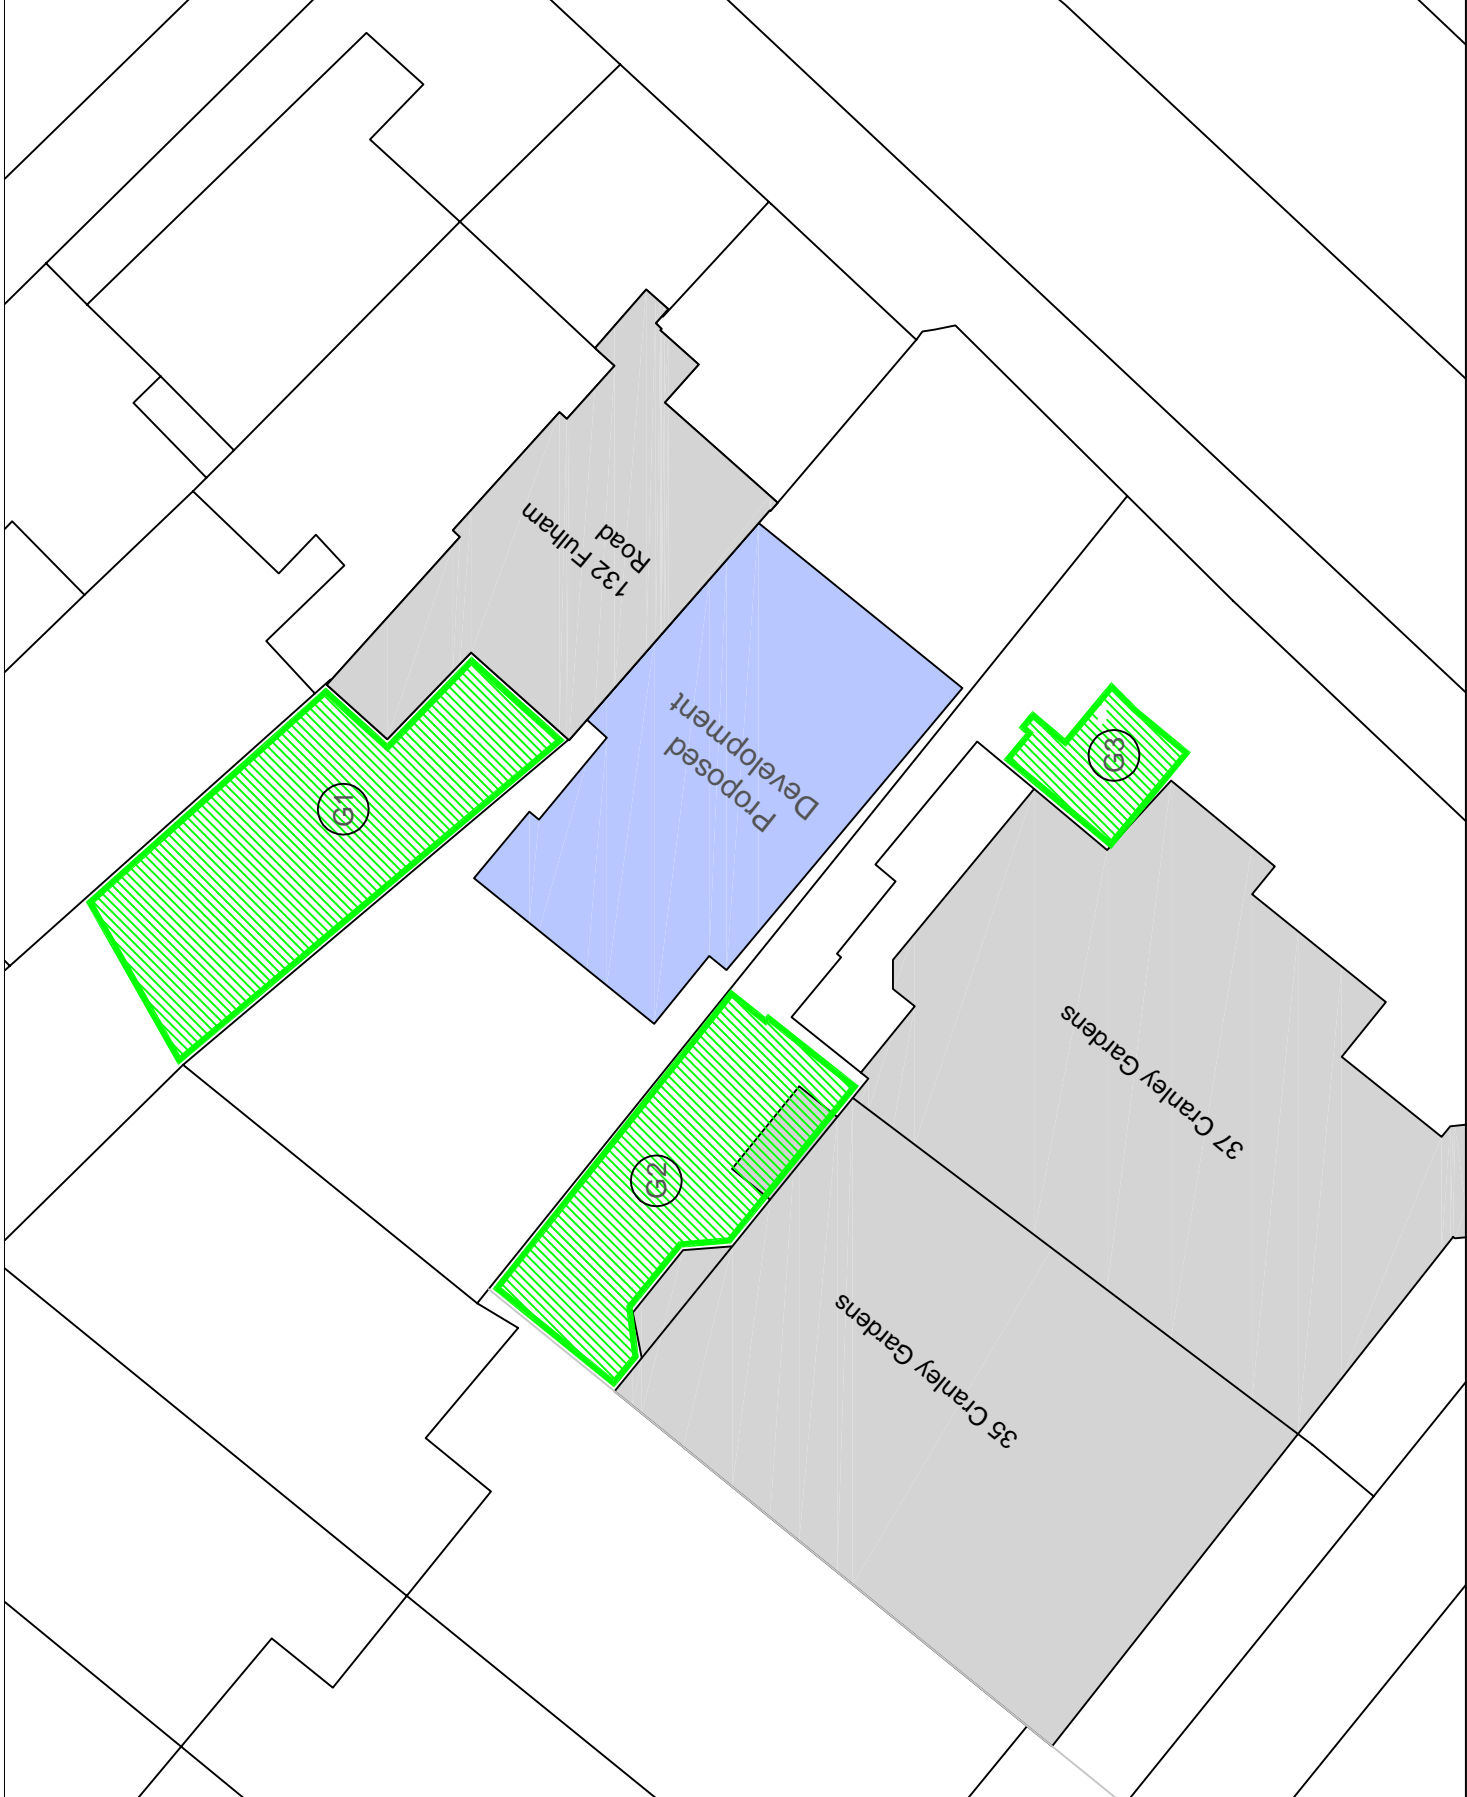 132 Fulham
Road
G1
Proposed
Development
G3
G2
37 Cranley Gardens
35 Cranley Gardens